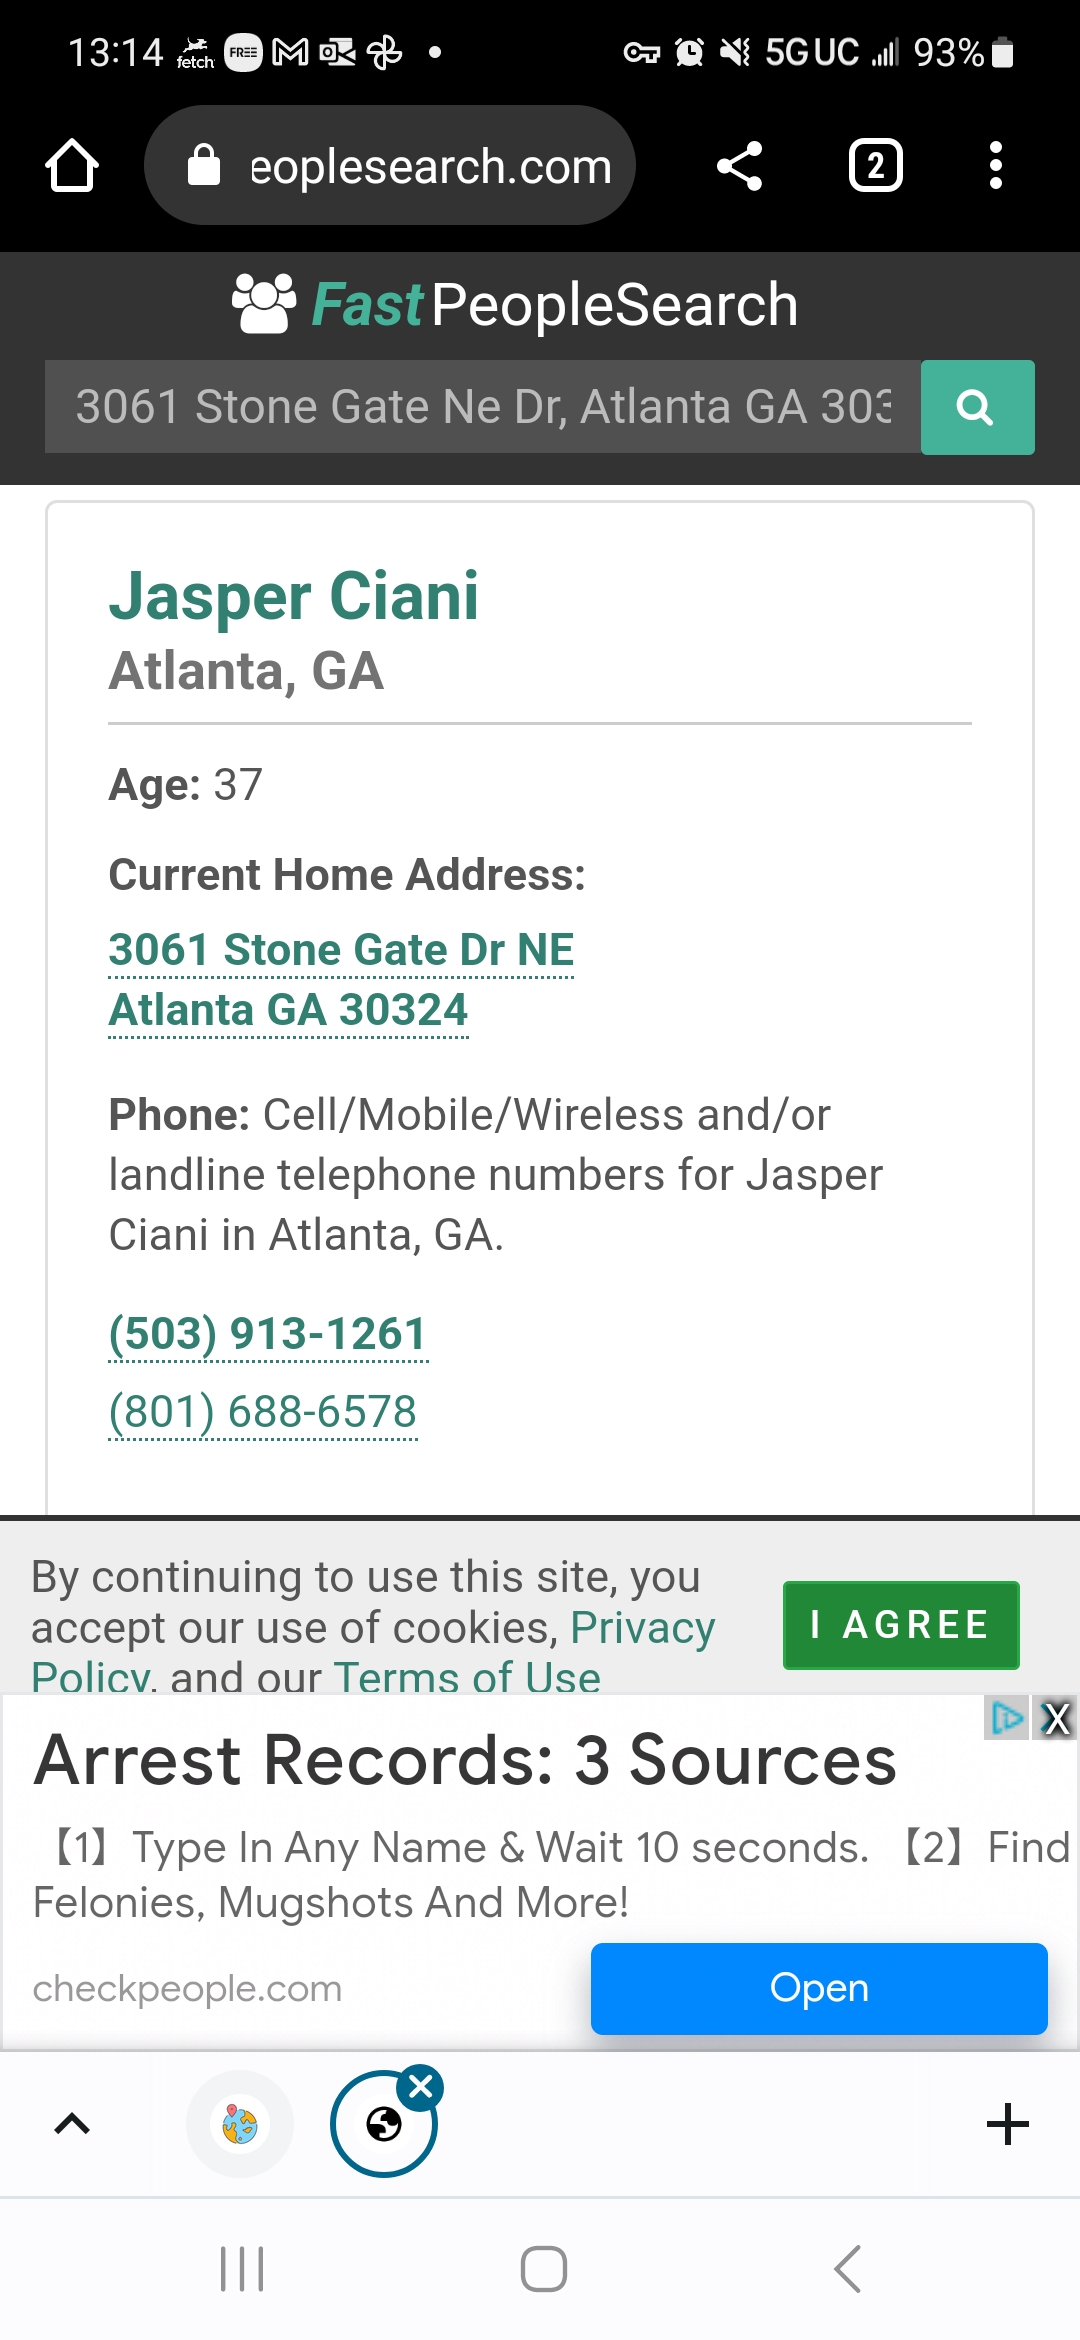 13:14 fetch FREE 5G UC 93%
eoplesearch.com 2
FastPeopleSearch
3061 Stone Gate Ne Dr, Atlanta GA 303
Jasper Ciani
Atlanta, GA
Age: 37
Current Home Address:
3061 Stone Gate Dr NE
Atlanta GA 30324
Phone: Cell/Mobile/Wireless and/or
landline telephone numbers for Jasper
Ciani in Atlanta, GA.
(503) 913-1261
(801) 688-6578
By continuing to use this site, you
accept our use of cookies, Privacy
Policy, and our Terms of Use
I AGREE
Arrest Records: 3 Sources
【1】 Type In Any Name & Wait 10 seconds. 【2】 Find
Felonies, Mugshots And More!
checkpeople.com
Open